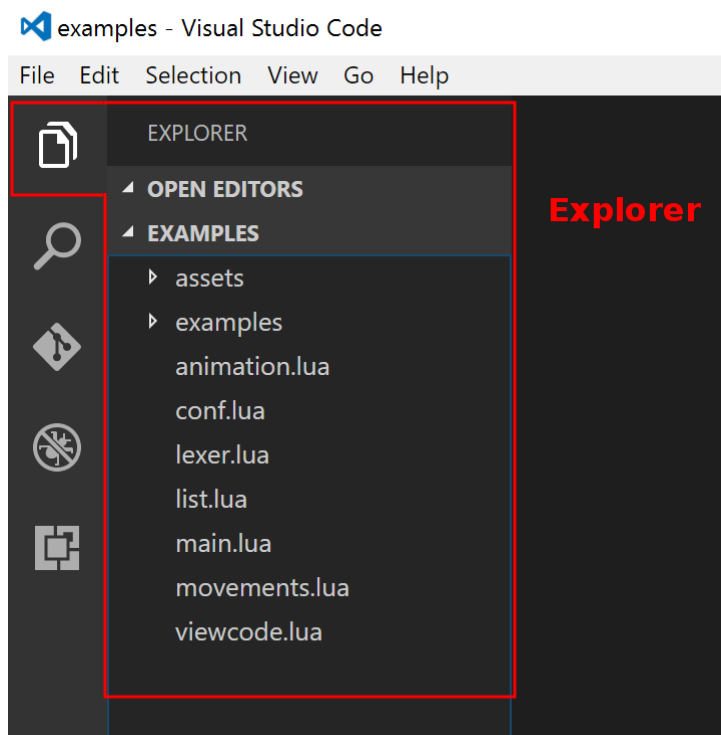 examples - Visual Studio Code
File Edit Selection View Go Help
EXPLORER
OPEN EDITORS
Explorer
EXAMPLES
assets
examples
animation.lua
conf.lua
lexer.lua
list.lua
main.lua
movements.lua
viewcode.lua